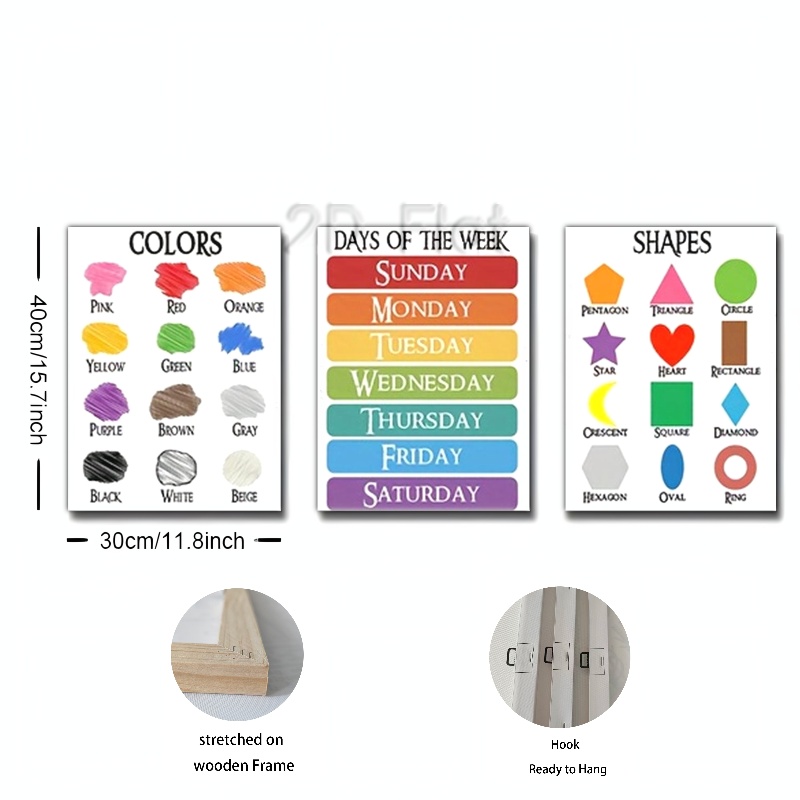 2D Flat
COLORS
PINK RED ORANGE
YELLOW GREEN BLUE
PURPLE BROWN GRAY
BLACK WHITE BEIGE
DAYS OF THE WEEK
SUNDAY
MONDAY
TUESDAY
WEDNESDAY
THURSDAY
FRIDAY
SATURDAY
SHAPES
PENTAGON TRIANGLE CIRCLE
STAR HEART RECTANGLE
CRESCENT SQUARE DIAMOND
HEXAGON OVAL RING
40cm/15.7inch
30cm/11.8inch
stretched on
wooden Frame
Hook
Ready to Hang